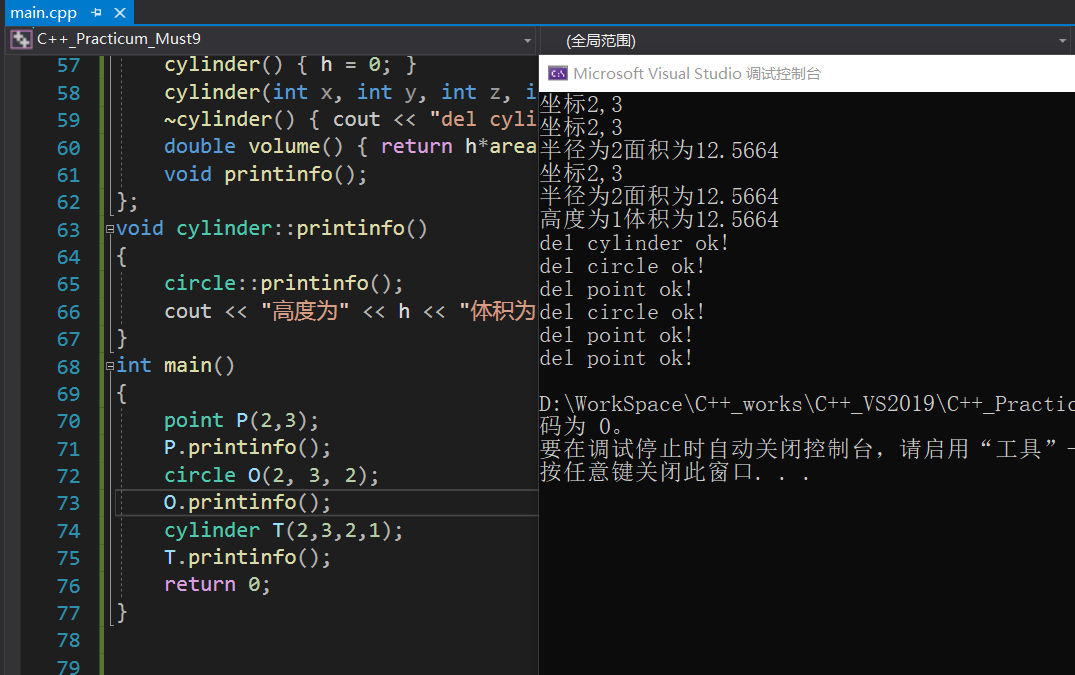 main.cpp
C++_Practicum_Must9
(全局范围)
57 cylinder() { h = 0; }
58 cylinder(int x, int y, int z, i
59 ~cylinder() { cout << "del cyli
60 double volume() { return h*area
61 void printinfo();
62 };
63 void cylinder::printinfo()
64 {
65 circle::printinfo();
66 cout << "高度为" << h << "体积为
67 }
68 int main()
69 {
70 point P(2,3);
71 P.printinfo();
72 circle O(2, 3, 2);
73 O.printinfo();
74 cylinder T(2,3,2,1);
75 T.printinfo();
76 return 0;
77 }
78
79
Microsoft Visual Studio 调试控制台
坐标2,3
坐标2,3
半径为2面积为12.5664
坐标2,3
半径为2面积为12.5664
高度为1体积为12.5664
del cylinder ok!
del circle ok!
del point ok!
del circle ok!
del point ok!
del point ok!
D:\WorkSpace\C++_works\C++_VS2019\C++_Practic
码为 0。
要在调试停止时自动关闭控制台，请启用“工具”-
按任意键关闭此窗口. . .